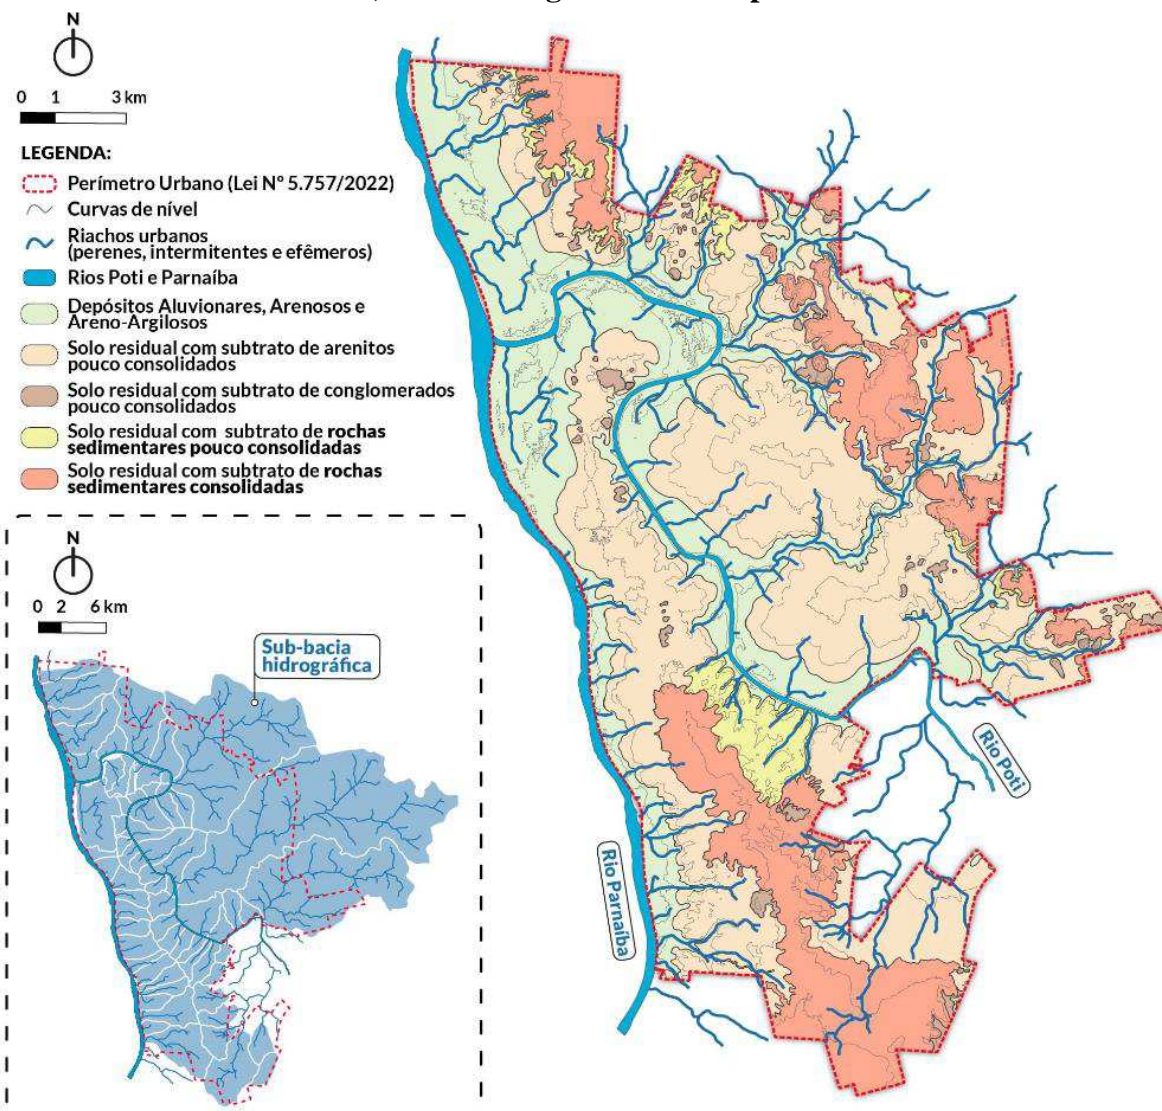 N
0 1 3 km
LEGENDA:
Perímetro Urbano (Lei Nº 5.757/2022)
Curvas de nível
Riachos urbanos
(perenes, intermitentes e efêmeros)
Rios Poti e Parnaíba
Depósitos Aluvionares, Arenosos e
Areno-Argilosos
Solo residual com subtrato de arenitos
pouco consolidados
Solo residual com subtrato de conglomerados
pouco consolidados
Solo residual com subtrato de rochas
sedimentares pouco consolidadas
Solo residual com subtrato de rochas
sedimentares consolidadas
N
0 2 6 km
Sub-bacia
hidrográfica
Rio Poti
Rio Parnaíba